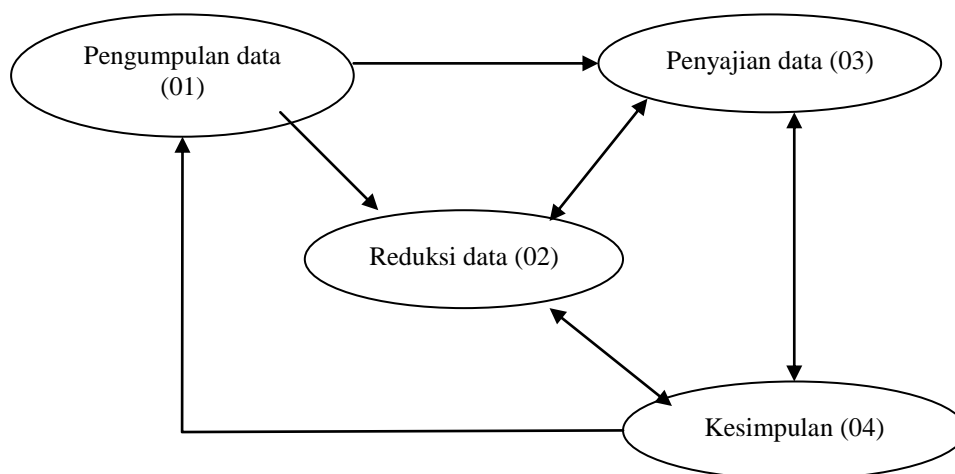 Pengumpulan data
(01)
Penyajian data (03)
Reduksi data (02)
Kesimpulan (04)